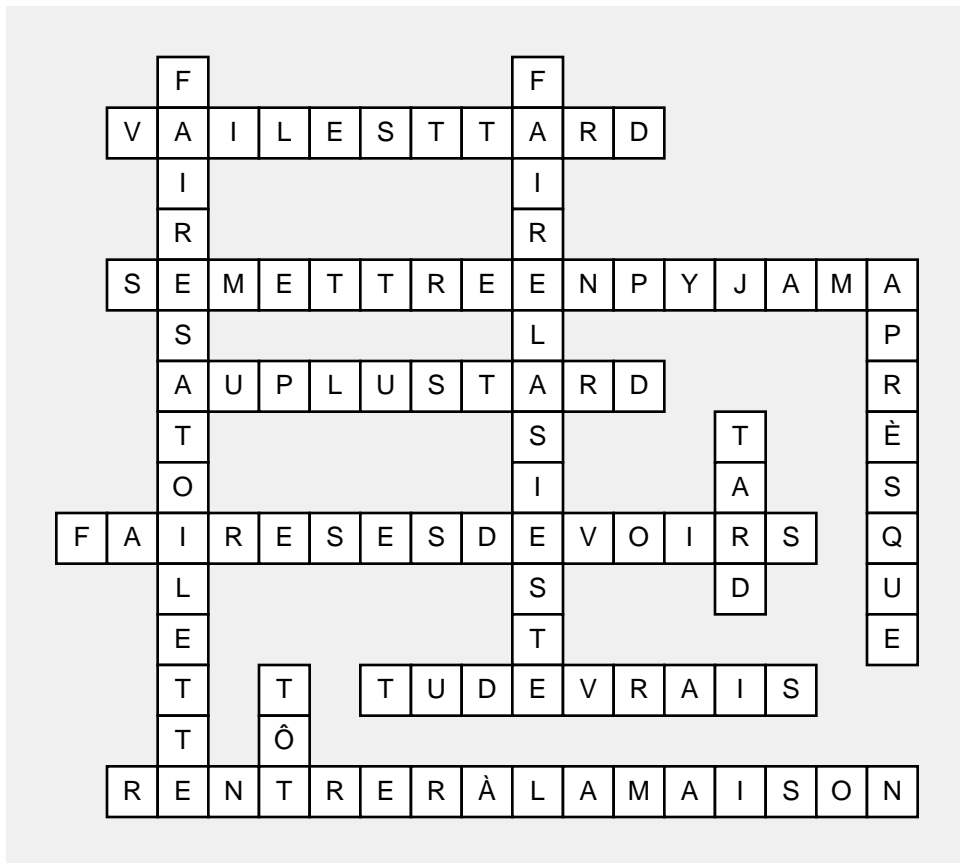 FAIRESATOILETTE
FAIRELASIESTE
VAILESTTARD
SEMETTREENPYJAMA
APRÈSQUE
AUPLUSTARD
TARD
FAIRESESDEVOIRS
TÔT
TUDEVRAIS
RENTRERÀLAMAISON